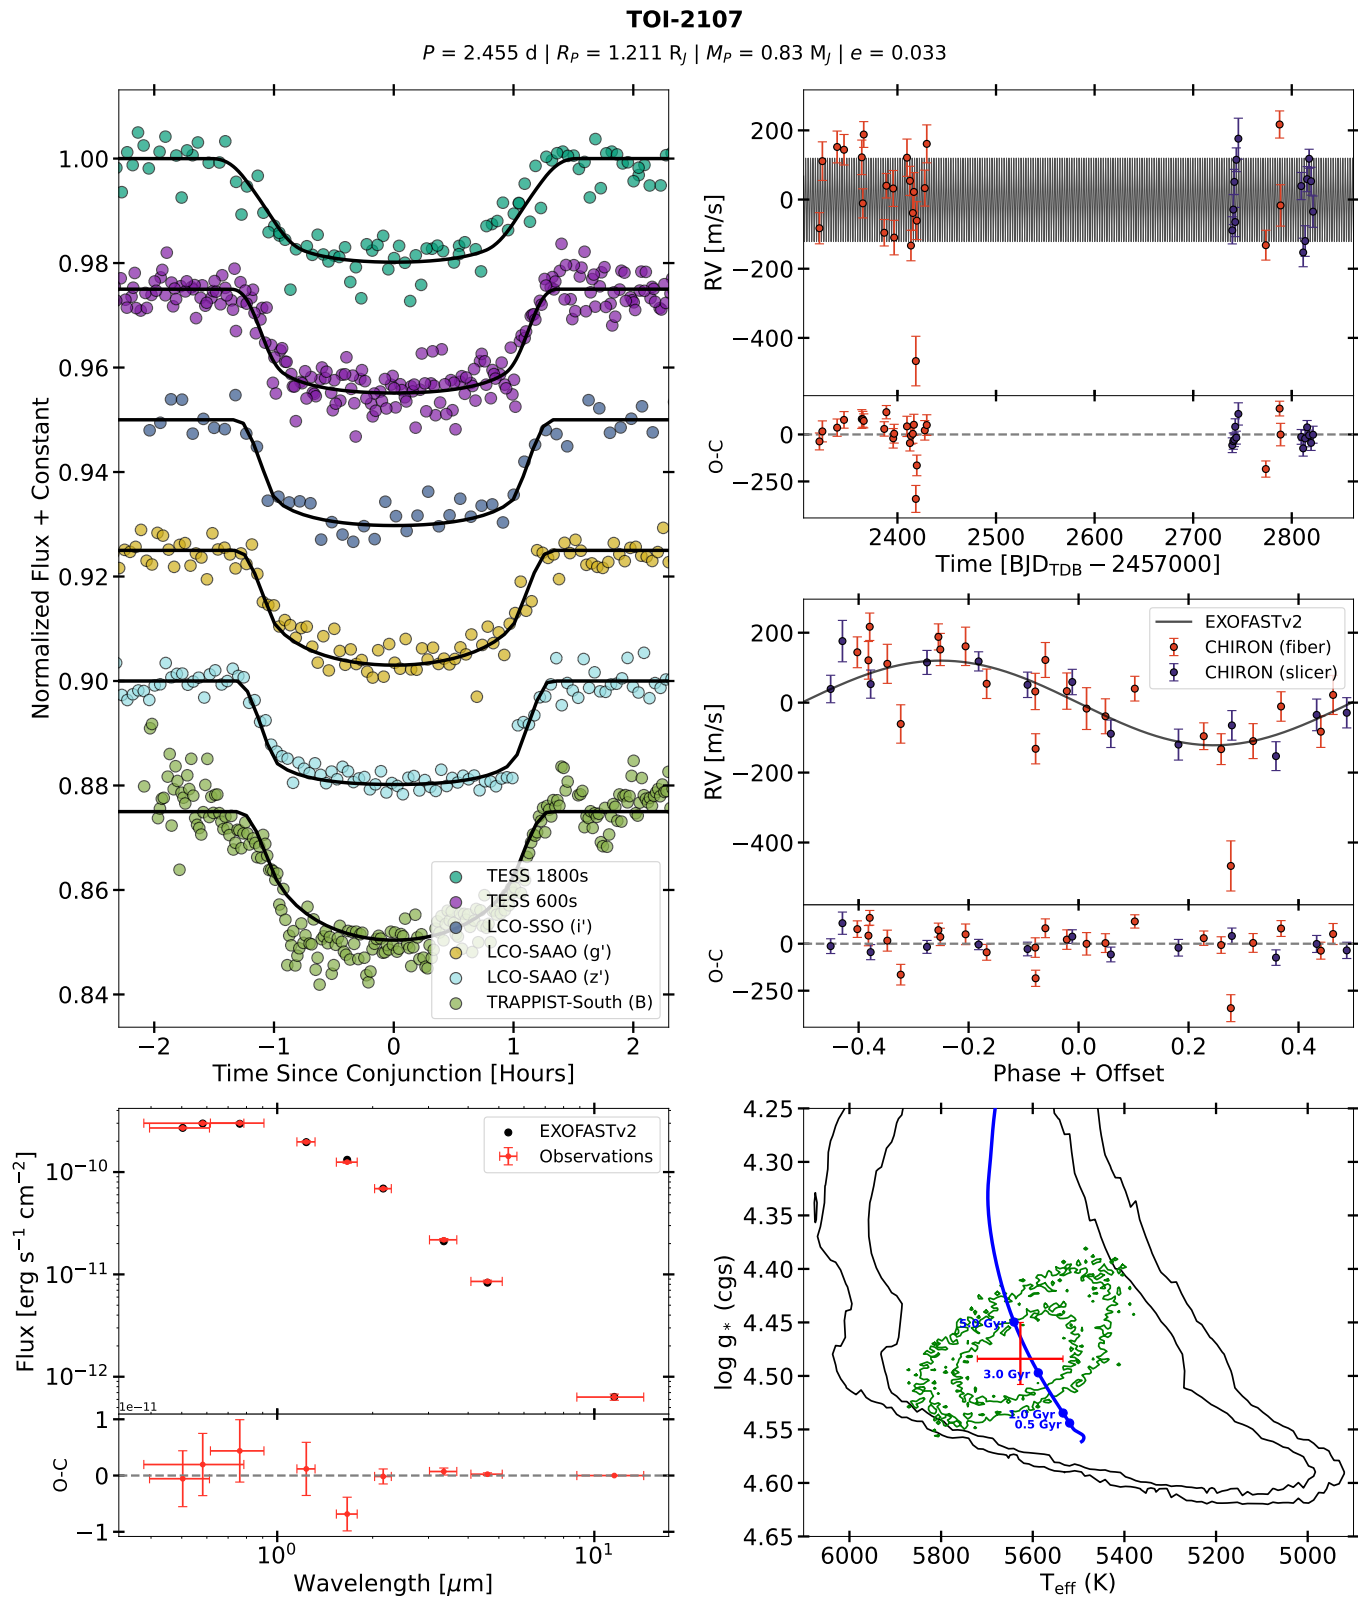 TOI-2107
P = 2.455 d | R_P = 1.211 R_J | M_P = 0.83 M_J | e = 0.033
1.00
0.98
0.96
0.94
0.92
0.90
0.88
0.86
0.84
Normalized Flux + Constant
TESS 1800s
TESS 600s
LCO-SSO (i')
LCO-SAAO (g')
LCO-SAAO (z')
TRAPPIST-South (B)
−2 −1 0 1 2
Time Since Conjunction [Hours]
200
0
−200
−400
RV [m/s]
0
−250
O-C
2400 2500 2600 2700 2800
Time [BJD_TDB − 2457000]
EXOFASTv2
CHIRON (fiber)
CHIRON (slicer)
200
0
−200
−400
RV [m/s]
0
−250
O-C
−0.4 −0.2 0.0 0.2 0.4
Phase + Offset
EXOFASTv2
Observations
10⁻¹⁰
10⁻¹¹
10⁻¹²
Flux [erg s⁻¹ cm⁻²]
1e−11
1
0
−1
O-C
10⁰ 10¹
Wavelength [μm]
4.25
4.30
4.35
4.40
4.45
4.50
4.55
4.60
4.65
log g* (cgs)
5.0 Gyr
3.0 Gyr
1.0 Gyr
0.5 Gyr
6000 5800 5600 5400 5200 5000
T_eff (K)